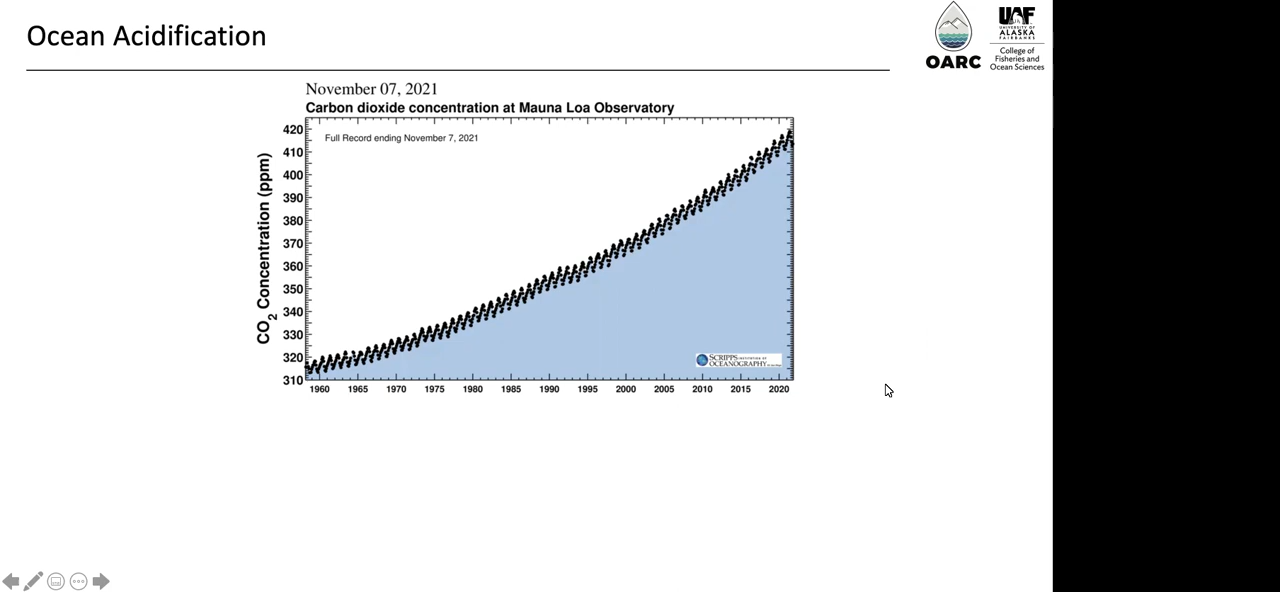 Ocean Acidification
OARC
UAF
UNIVERSITY OF
ALASKA
FAIRBANKS
College of
Fisheries and
Ocean Sciences
November 07, 2021
Carbon dioxide concentration at Mauna Loa Observatory
Full Record ending November 7, 2021
CO2 Concentration (ppm)
420
410
400
390
380
370
360
350
340
330
320
310
1960 1965 1970 1975 1980 1985 1990 1995 2000 2005 2010 2015 2020
SCRIPPS INSTITUTION OF
OCEANOGRAPHY